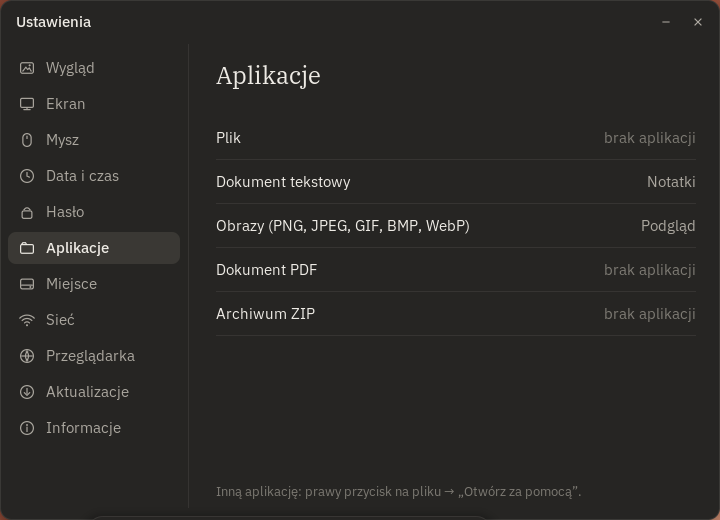 Ustawienia
Wygląd
Ekran
Mysz
Data i czas
Hasło
Aplikacje
Miejsce
Sieć
Przeglądarka
Aktualizacje
Informacje
Aplikacje
Plik brak aplikacji
Dokument tekstowy Notatki
Obrazy (PNG, JPEG, GIF, BMP, WebP) Podgląd
Dokument PDF brak aplikacji
Archiwum ZIP brak aplikacji
Inną aplikację: prawy przycisk na pliku → „Otwórz za pomocą”.